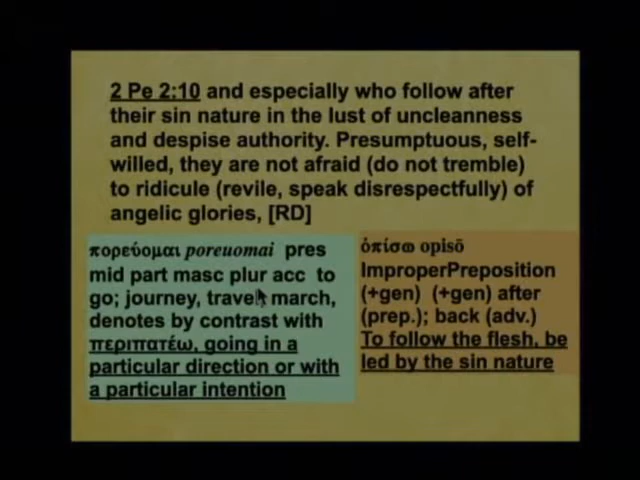 2 Pe 2:10 and especially who follow after
their sin nature in the lust of uncleanness
and despise authority. Presumptuous, self-
willed, they are not afraid (do not tremble)
to ridicule (revile, speak disrespectfully) of
angelic glories, [RD]
πορεύομαι poreuomai pres
mid part masc plur acc to
go; journey, travel, march,
denotes by contrast with
περιπατέω, going in a
particular direction or with
a particular intention
ὀπίσω opisō
ImproperPreposition
(+gen) (+gen) after
(prep.); back (adv.)
To follow the flesh, be
led by the sin nature